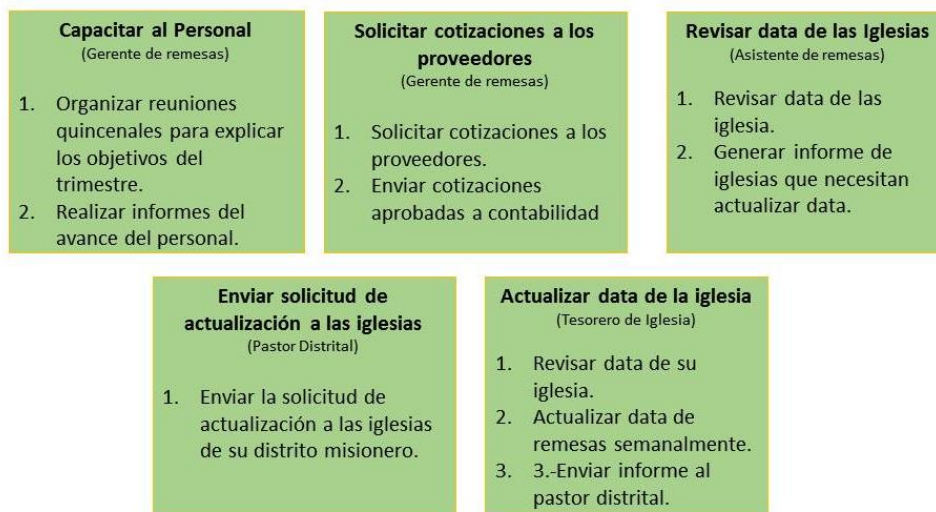 Capacitar al Personal
(Gerente de remesas)
1. Organizar reuniones
quincenales para explicar
los objetivos del
trimestre.
2. Realizar informes del
avance del personal.
Solicitar cotizaciones a los
proveedores
(Gerente de remesas)
1. Solicitar cotizaciones a los
proveedores.
2. Enviar cotizaciones
aprobadas a contabilidad
Revisar data de las Iglesias
(Asistente de remesas)
1. Revisar data de las
iglesia.
2. Generar informe de
iglesias que necesitan
actualizar data.
Enviar solicitud de
actualización a las iglesias
(Pastor Distrital)
1. Enviar la solicitud de
actualización a las iglesias
de su distrito misionero.
Actualizar data de la iglesia
(Tesorero de Iglesia)
1. Revisar data de su
iglesia.
2. Actualizar data de
remesas semanalmente.
3. 3.-Enviar informe al
pastor distrital.